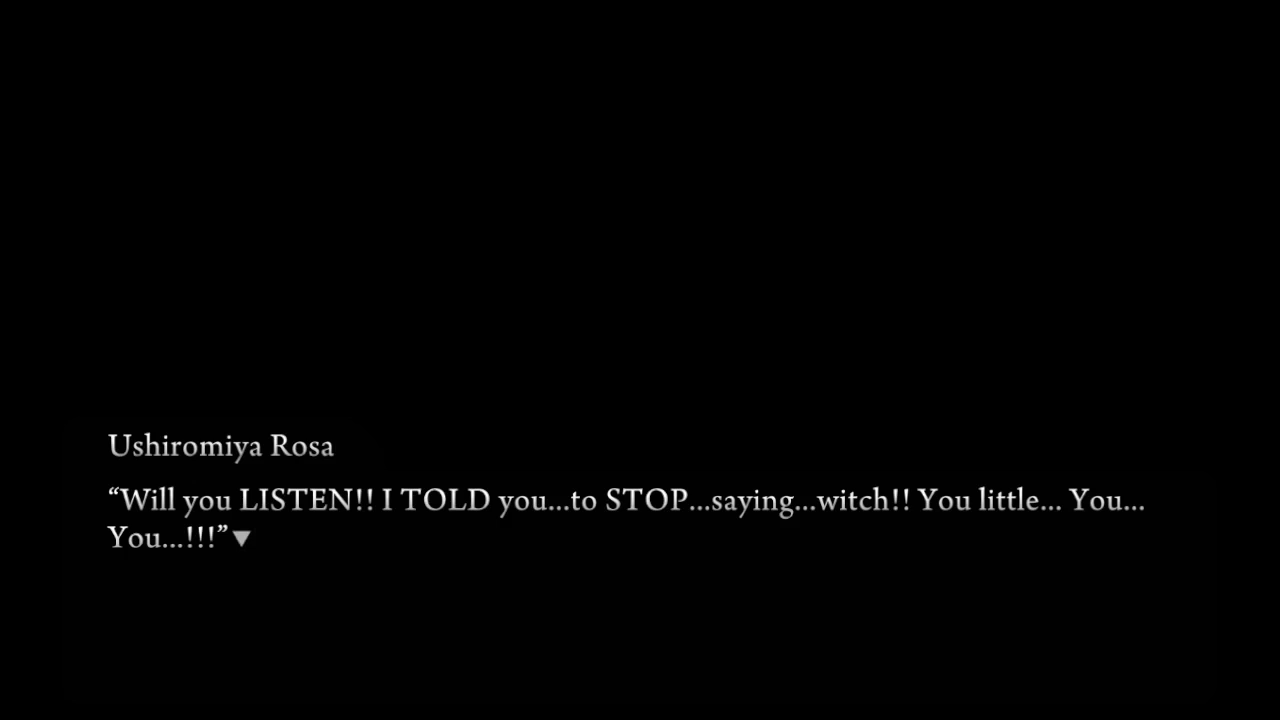 Ushiromiya Rosa
“Will you LISTEN!! I TOLD you...to STOP...saying...witch!! You little... You...
You...!!!”▼